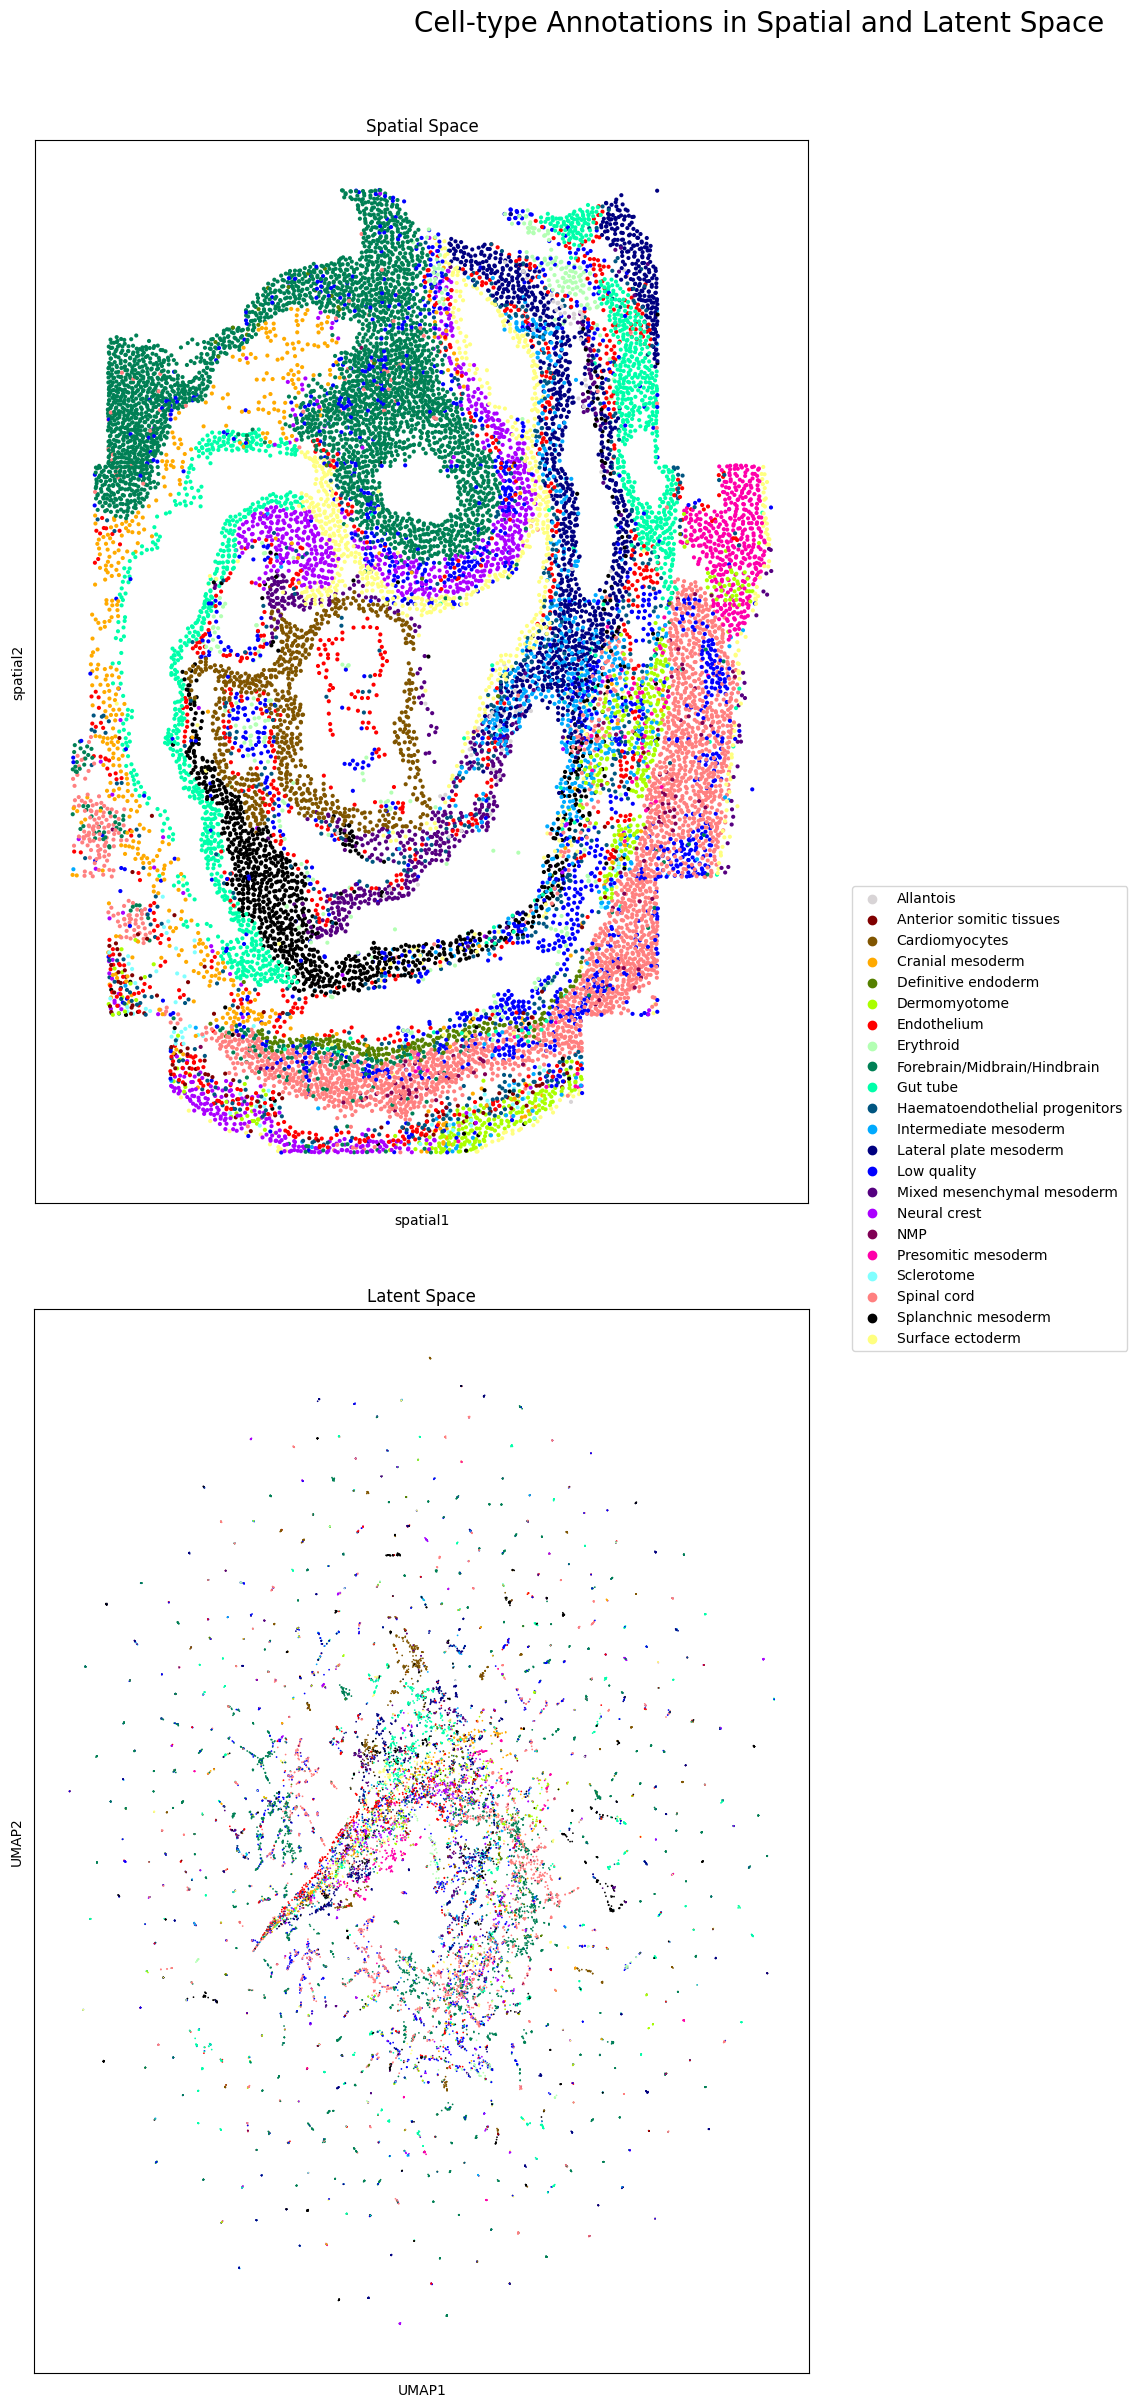 Cell-type Annotations in Spatial and Latent Space
Spatial Space
spatial2
spatial1
Allantois
Anterior somitic tissues
Cardiomyocytes
Cranial mesoderm
Definitive endoderm
Dermomyotome
Endothelium
Erythroid
Forebrain/Midbrain/Hindbrain
Gut tube
Haematoendothelial progenitors
Intermediate mesoderm
Lateral plate mesoderm
Low quality
Mixed mesenchymal mesoderm
Neural crest
NMP
Presomitic mesoderm
Sclerotome
Spinal cord
Splanchnic mesoderm
Surface ectoderm
Latent Space
UMAP2
UMAP1